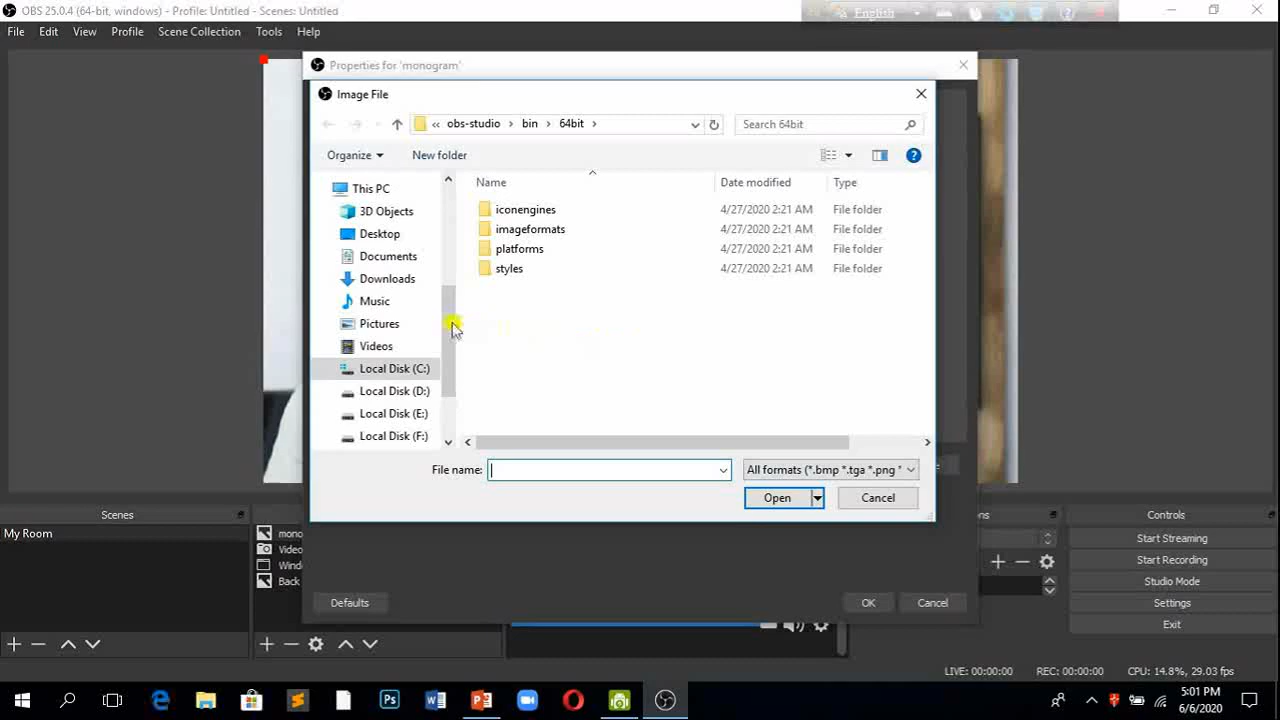 OBS 25.0.4 (64-bit, windows) - Profile: Untitled - Scenes: Untitled
English
File Edit View Profile Scene Collection Tools Help
Properties for 'monogram'
Image File
« obs-studio › bin › 64bit ›
Search 64bit
Organize New folder
Name Date modified Type
This PC
3D Objects
Desktop
Documents
Downloads
Music
Pictures
Videos
Local Disk (C:)
Local Disk (D:)
Local Disk (E:)
Local Disk (F:)
iconengines 4/27/2020 2:21 AM File folder
imageformats 4/27/2020 2:21 AM File folder
platforms 4/27/2020 2:21 AM File folder
styles 4/27/2020 2:21 AM File folder
File name: All formats (*.bmp *.tga *.png *
Open Cancel
Scenes
My Room
mono
Video
Wind
Back
ons
Defaults OK Cancel
Controls
Start Streaming
Start Recording
Studio Mode
Settings
Exit
LIVE: 00:00:00 REC: 00:00:00 CPU: 14.8%, 29.03 fps
5:01 PM
6/6/2020